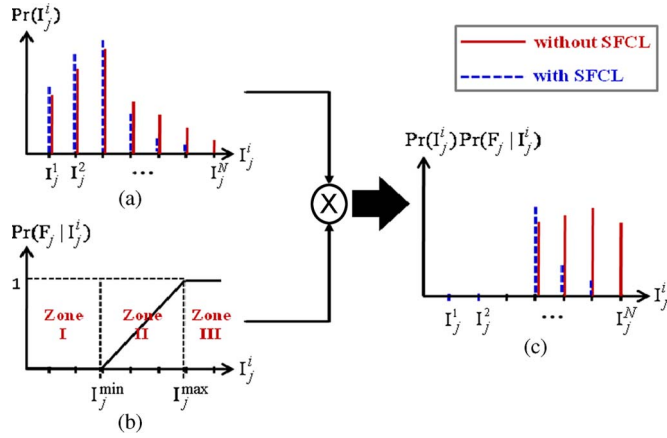 Pr(I_j^i)
I_j^1 I_j^2 ... I_j^N I_j^i
(a)
Pr(F_j | I_j^i)
1
Zone I
Zone II
Zone III
I_j^min I_j^max I_j^i
(b)
X
without SFCL
with SFCL
Pr(I_j^i)Pr(F_j | I_j^i)
I_j^1 I_j^2 ... I_j^N I_j^i
(c)